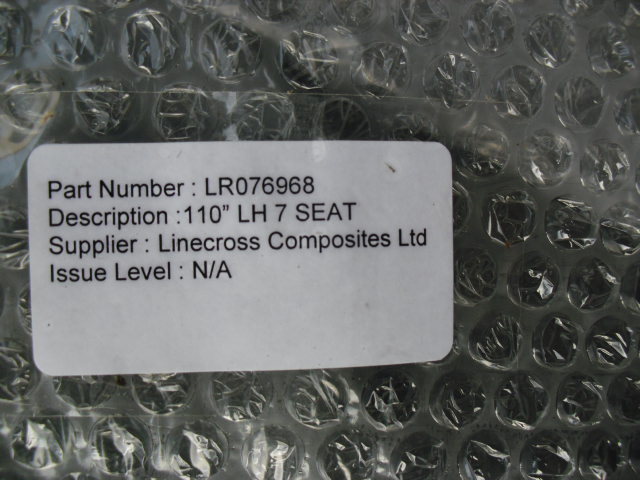 Part Number : LR076968
Description :110” LH 7 SEAT
Supplier : Linecross Composites Ltd
Issue Level : N/A